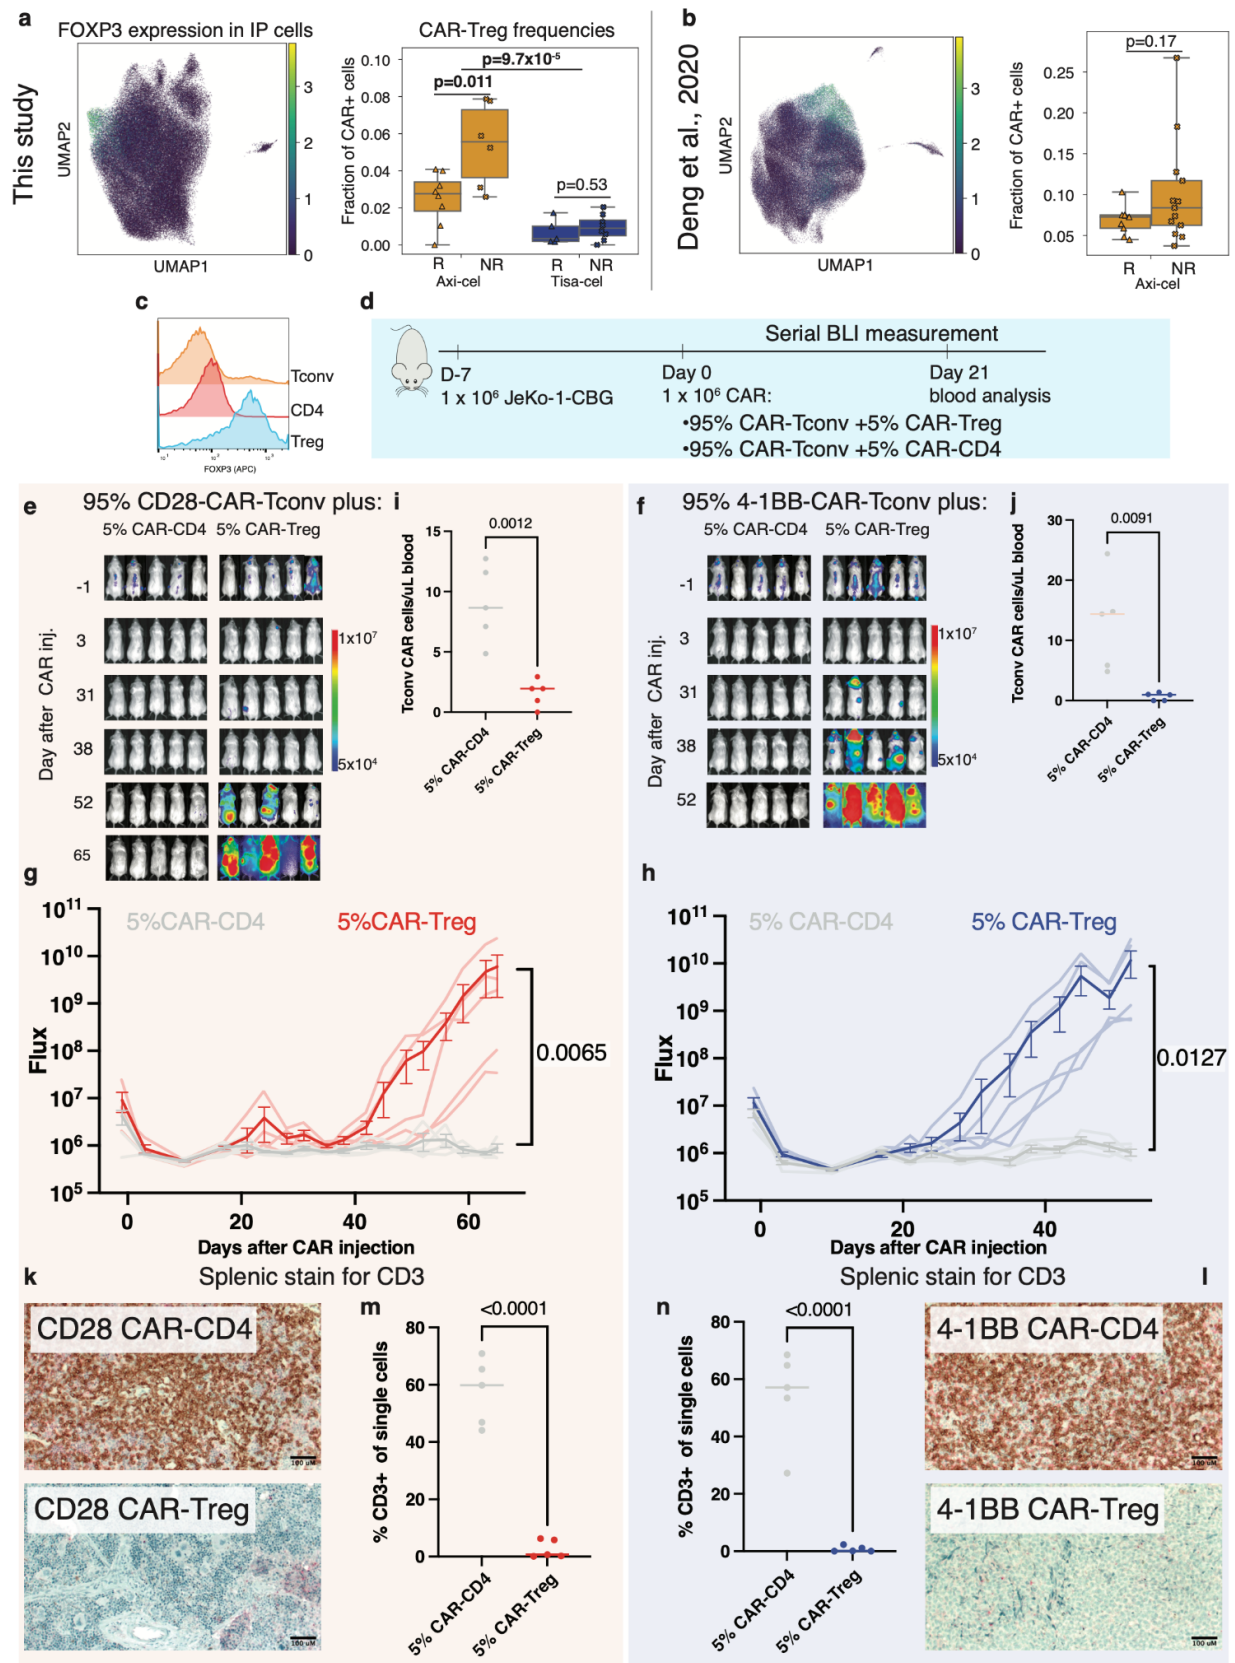 a
FOXP3 expression in IP cells
CAR-Treg frequencies
This study
UMAP2
UMAP1
3
2
1
0
Fraction of CAR+ cells
0.10
0.08
0.06
0.04
0.02
0.00
p=9.7x10-5
p=0.011
p=0.53
R
NR
R
NR
Axi-cel
Tisa-cel
b
Deng et al., 2020
UMAP2
UMAP1
3
2
1
0
Fraction of CAR+ cells
0.25
0.20
0.15
0.10
0.05
p=0.17
R
NR
Axi-cel
c
Tconv
CD4
Treg
FOXP3 (APC)
d
Serial BLI measurement
D-7
1 x 10⁶ JeKo-1-CBG
Day 0
1 x 10⁶ CAR:
•95% CAR-Tconv +5% CAR-Treg
•95% CAR-Tconv +5% CAR-CD4
Day 21
blood analysis
e
95% CD28-CAR-Tconv plus:
5% CAR-CD4
5% CAR-Treg
Day after CAR inj.
-1
3
31
38
52
65
1x10⁷
5x10⁴
i
Tconv CAR cells/uL blood
15
10
5
0
0.0012
5% CAR-CD4
5% CAR-Treg
f
95% 4-1BB-CAR-Tconv plus:
5% CAR-CD4
5% CAR-Treg
Day after CAR inj.
-1
3
31
38
52
1x10⁷
5x10⁴
j
Tconv CAR cells/uL blood
30
20
10
0
0.0091
5% CAR-CD4
5% CAR-Treg
g
5%CAR-CD4
5%CAR-Treg
Flux
10¹¹
10¹⁰
10⁹
10⁸
10⁷
10⁶
10⁵
0.0065
0
20
40
60
Days after CAR injection
h
5% CAR-CD4
5% CAR-Treg
Flux
10¹¹
10¹⁰
10⁹
10⁸
10⁷
10⁶
10⁵
0.0127
0
20
40
Days after CAR injection
k
Splenic stain for CD3
CD28 CAR-CD4
100 uM
CD28 CAR-Treg
100 uM
m
% CD3+ of single cells
80
60
40
20
0
<0.0001
5% CAR-CD4
5% CAR-Treg
Splenic stain for CD3
l
n
% CD3+ of single cells
80
60
40
20
0
<0.0001
5% CAR-CD4
5% CAR-Treg
4-1BB CAR-CD4
100 uM
4-1BB CAR-Treg
100 uM